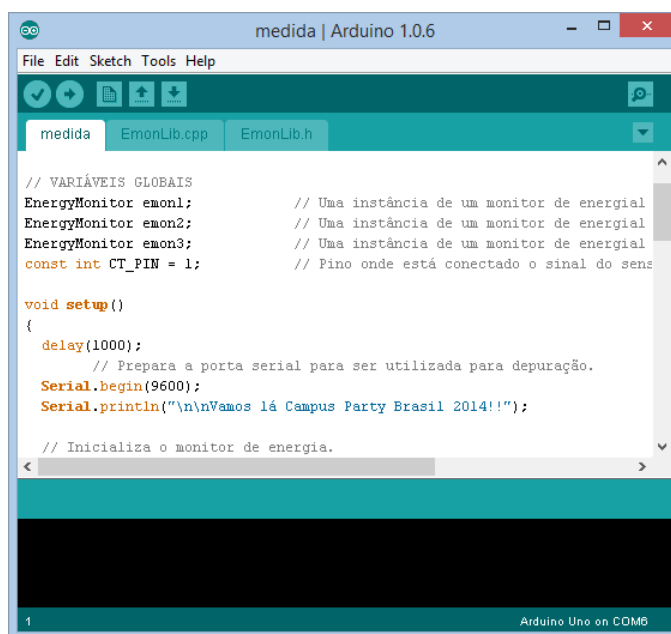 medida | Arduino 1.0.6
File Edit Sketch Tools Help
medida EmonLib.cpp EmonLib.h
// VARIÁVEIS GLOBAIS
EnergyMonitor emon1; // Uma instância de um monitor de energial
EnergyMonitor emon2; // Uma instância de um monitor de energial
EnergyMonitor emon3; // Uma instância de um monitor de energial
const int CT_PIN = 1; // Pino onde está conectado o sinal do sens
void setup()
{
delay(1000);
// Prepara a porta serial para ser utilizada para depuração.
Serial.begin(9600);
Serial.println("\n\nVamos lá Campus Party Brasil 2014!!");
// Inicializa o monitor de energia.
1 Arduino Uno on COM6